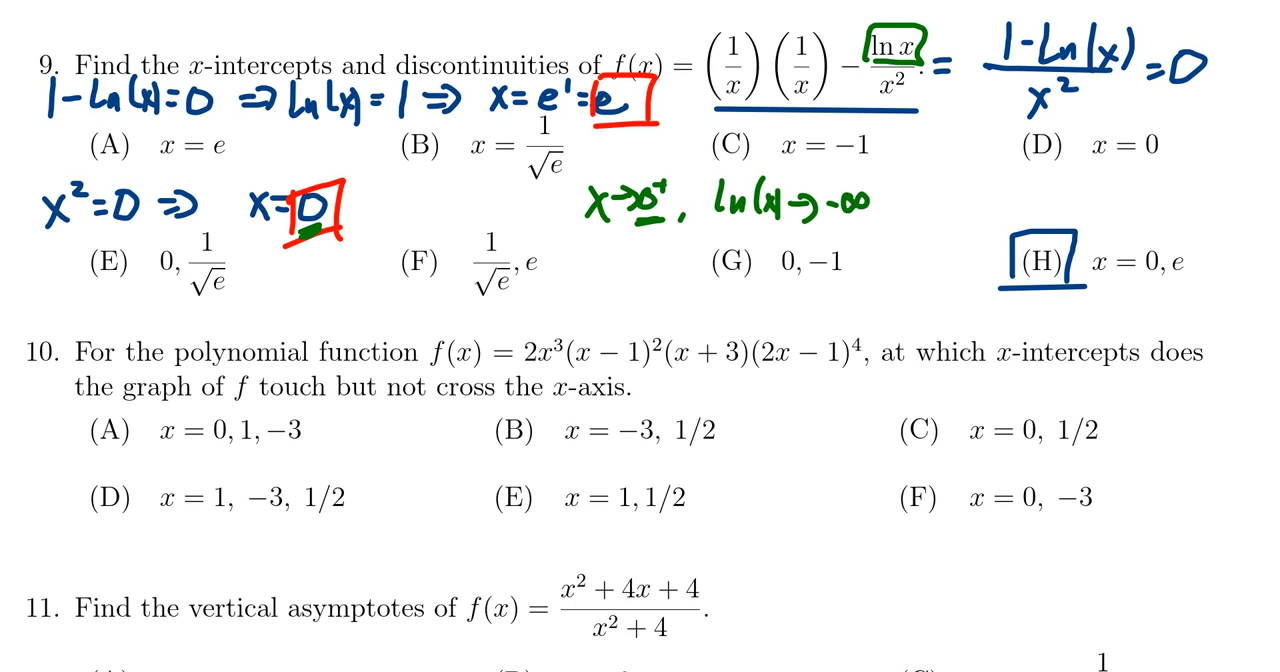 9. Find the x-intercepts and discontinuities of f(x) = (1/x)(1/x) − ln x/x². = (1-Ln(x))/x² = 0
1-Ln(x)=0 ⇒ ln(x)=1 ⇒ x=e¹=e
(A) x = e (B) x = 1/√e (C) x = −1 (D) x = 0
x²=0 ⇒ x=0 x→0⁺, ln(x)→-∞
(E) 0, 1/√e (F) 1/√e, e (G) 0, −1 (H) x = 0, e
10. For the polynomial function f(x) = 2x³(x − 1)²(x + 3)(2x − 1)⁴, at which x-intercepts does
the graph of f touch but not cross the x-axis.
(A) x = 0, 1, −3 (B) x = −3, 1/2 (C) x = 0, 1/2
(D) x = 1, −3, 1/2 (E) x = 1, 1/2 (F) x = 0, −3
11. Find the vertical asymptotes of f(x) = (x² + 4x + 4)/(x² + 4).
1